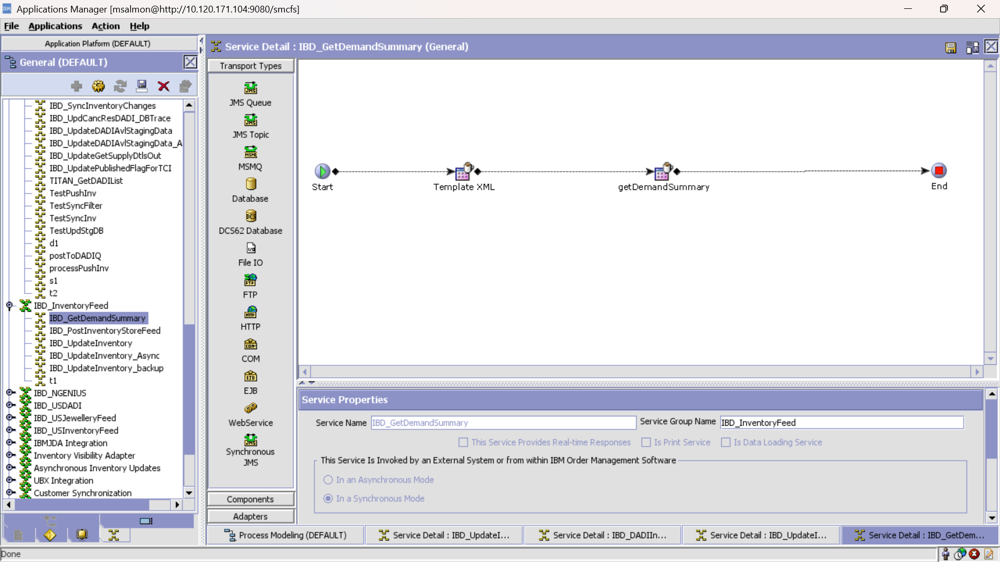 Applications Manager [msalmon@http://10.120.171.104:9080/smcfs]
File Applications Action Help
Application Platform (DEFAULT)
General (DEFAULT)
IBD_SyncInventoryChanges
IBD_UpdCancResDADI_DBTrace
IBD_UpdateDADIAvlStagingData
IBD_UpdateDADIAvlStagingData_A
IBD_UpdateGetSupplyDtlsOut
IBD_UpdatePublishedFlagForTCI
TITAN_GetDADIList
TestPushInv
TestSyncFilter
TestSyncInv
TestUpdStgDB
d1
postToDADIQ
processPushInv
s1
t2
IBD_InventoryFeed
IBD_GetDemandSummary
IBD_PostInventoryStoreFeed
IBD_UpdateInventory
IBD_UpdateInventory_Async
IBD_UpdateInventory_backup
t1
IBD_NGENIUS
IBD_USDADI
IBD_USJewelleryFeed
IBD_USInventoryFeed
IBMJDA Integration
Inventory Visibility Adapter
Asynchronous Inventory Updates
UBX Integration
Customer Synchronization
Service Detail : IBD_GetDemandSummary (General)
Transport Types
JMS Queue
JMS Topic
MSMQ
Database
DCS62 Database
File IO
FTP
HTTP
COM
EJB
WebService
Synchronous
JMS
Components
Adapters
Start
Template XML
getDemandSummary
End
Service Properties
Service Name IBD_GetDemandSummary Service Group Name IBD_InventoryFeed
This Service Provides Real-time Responses Is Print Service Is Data Loading Service
This Service Is Invoked by an External System or from within IBM Order Management Software
In an Asynchronous Mode
In a Synchronous Mode
Process Modeling (DEFAULT) Service Detail : IBD_UpdateI... Service Detail : IBD_DADIIn... Service Detail : IBD_UpdateI... Service Detail : IBD_GetDem...
Done